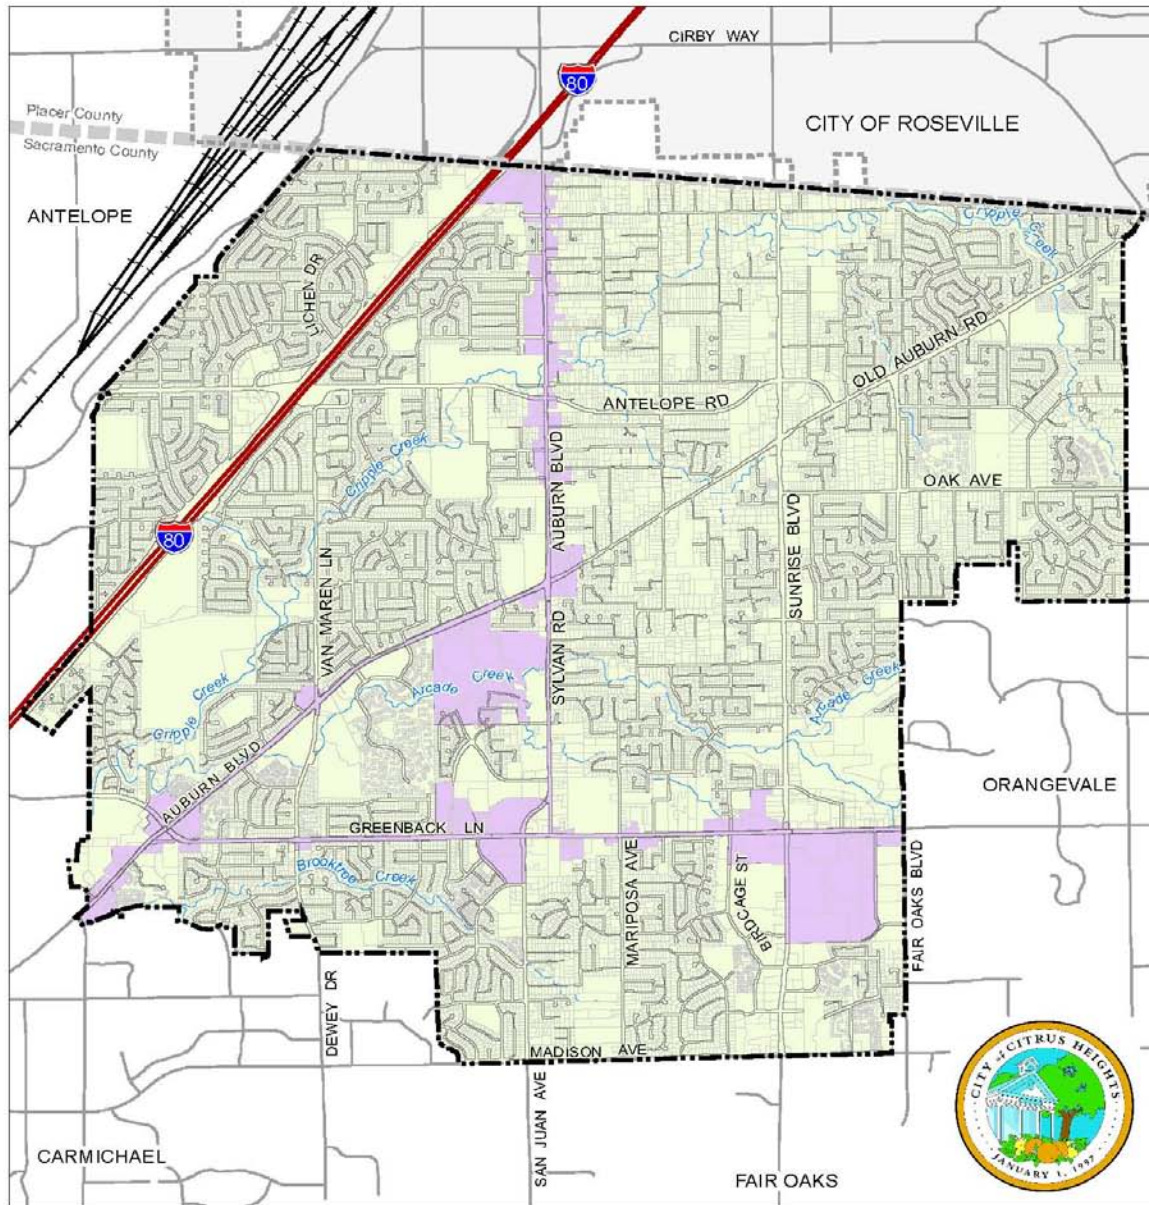 CIRBY WAY
80
Placer County
CITY OF ROSEVILLE
Sacramento County
ANTELOPE
Cripple Creek
LICHEN DR
OLD AUBURN RD
ANTELOPE RD
Cripple Creek
AUBURN BLVD
OAK AVE
SUNRISE BLVD
80
VAN MAREN LN
SYLVAN RD
Arcade Creek
Arcade Creek
Cripple Creek
AUBURN BLVD
ORANGEVALE
GREENBACK LN
Brooktree Creek
MARIPOSA AVE
BIRDCAGE ST
FAIR OAKS BLVD
DEWEY DR
MADISON AVE
SAN JUAN AVE
CITY of CITRUS HEIGHTS
JANUARY 1, 1997
CARMICHAEL
FAIR OAKS